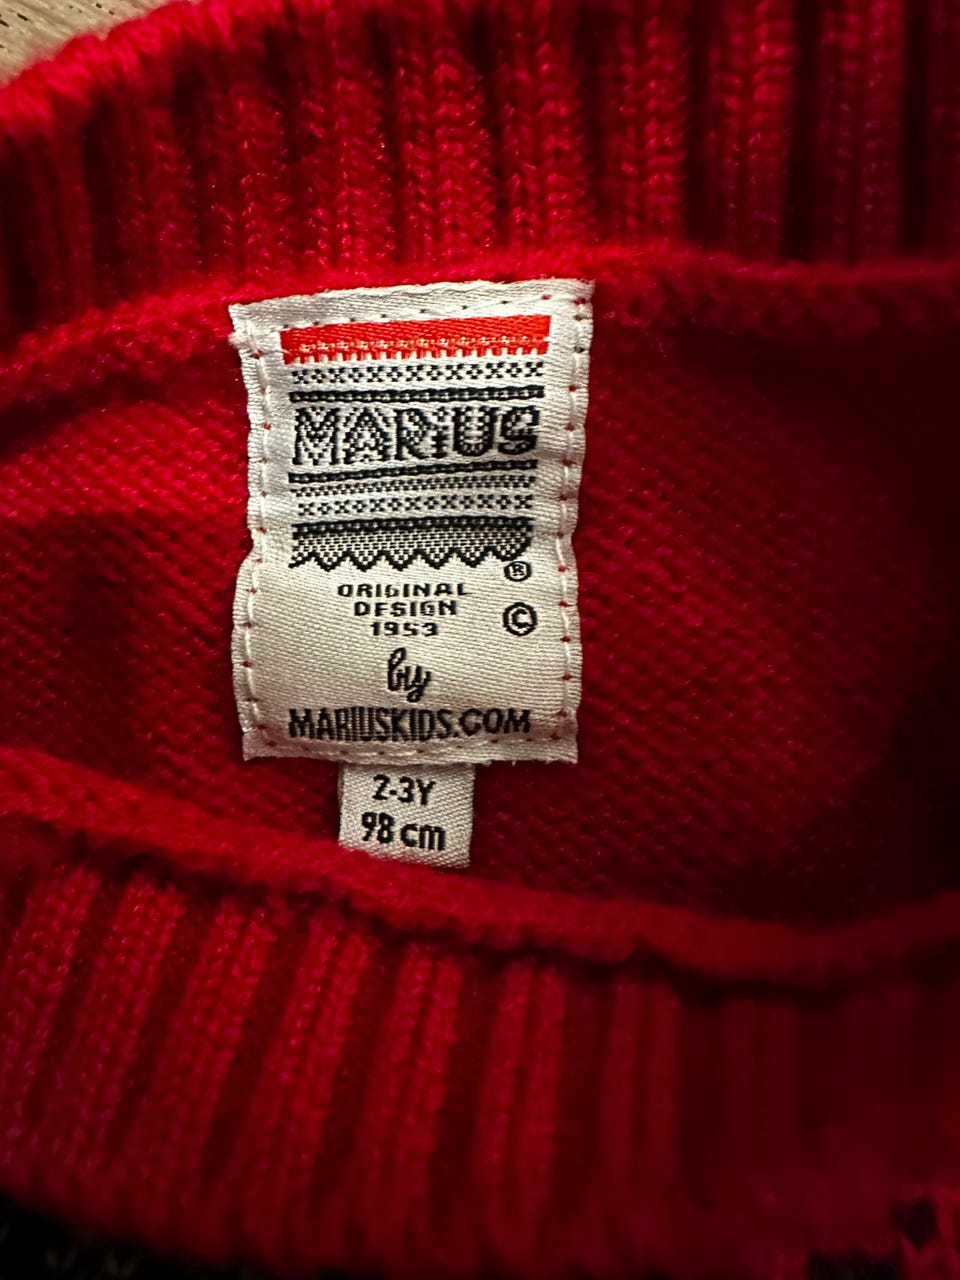 MARiUS
®
ORIGINAL
DESIGN
1953
©
by
MARIUSKIDS.COM
2-3Y
98 cm